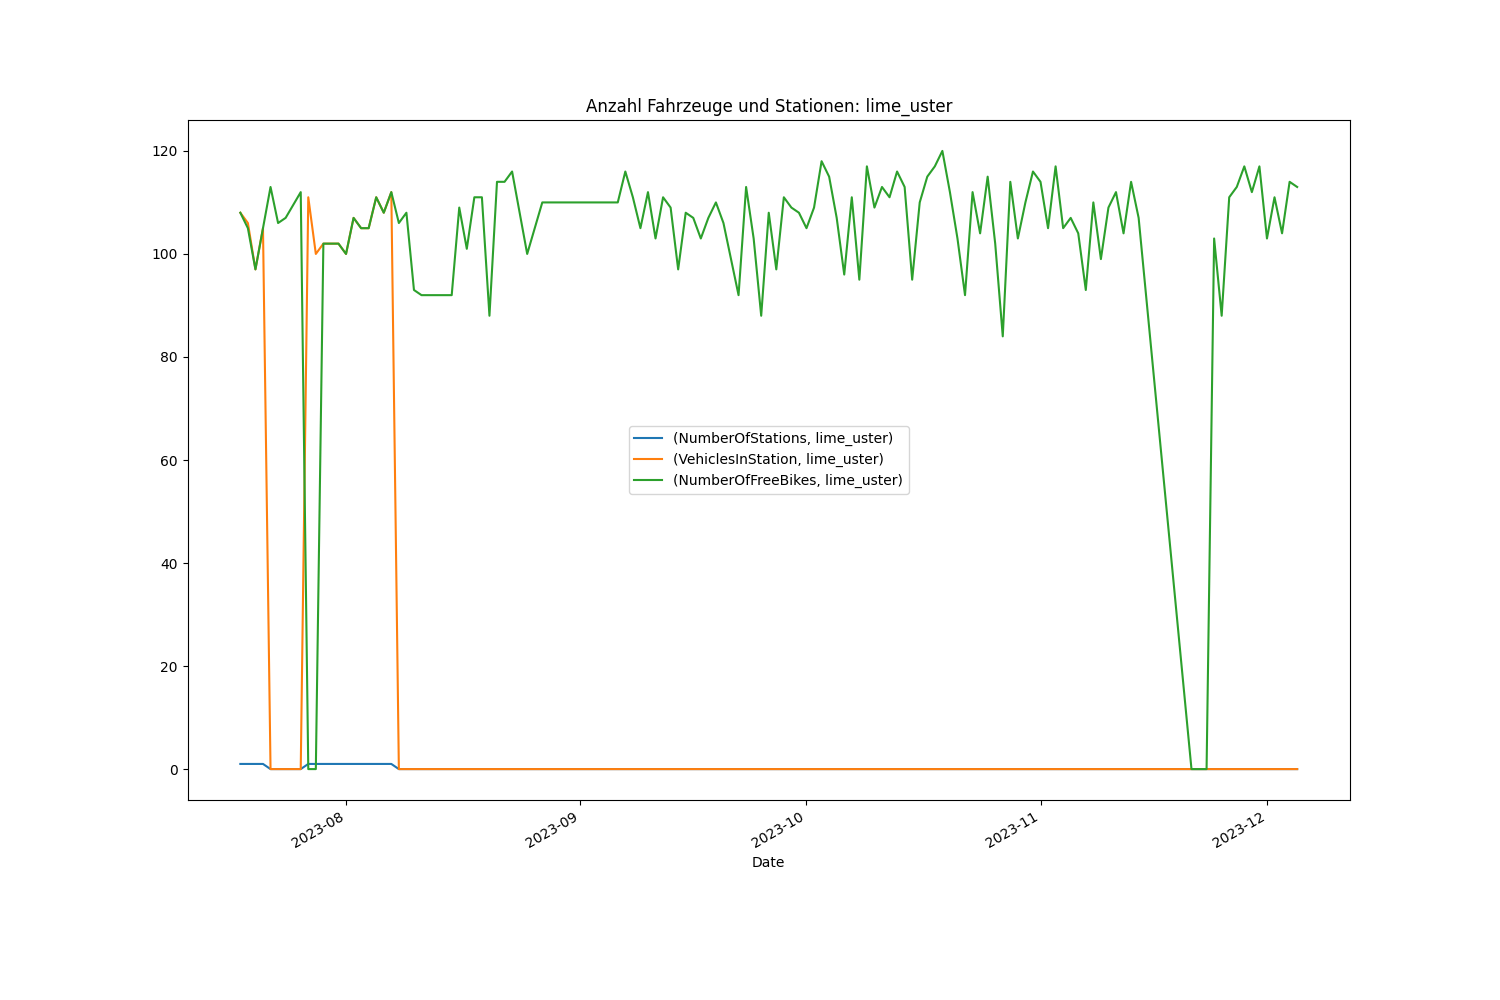 Anzahl Fahrzeuge und Stationen: lime_uster
120
100
80
60
40
20
0
(NumberOfStations, lime_uster)
(VehiclesInStation, lime_uster)
(NumberOfFreeBikes, lime_uster)
2023-08
2023-09
2023-10
2023-11
2023-12
Date